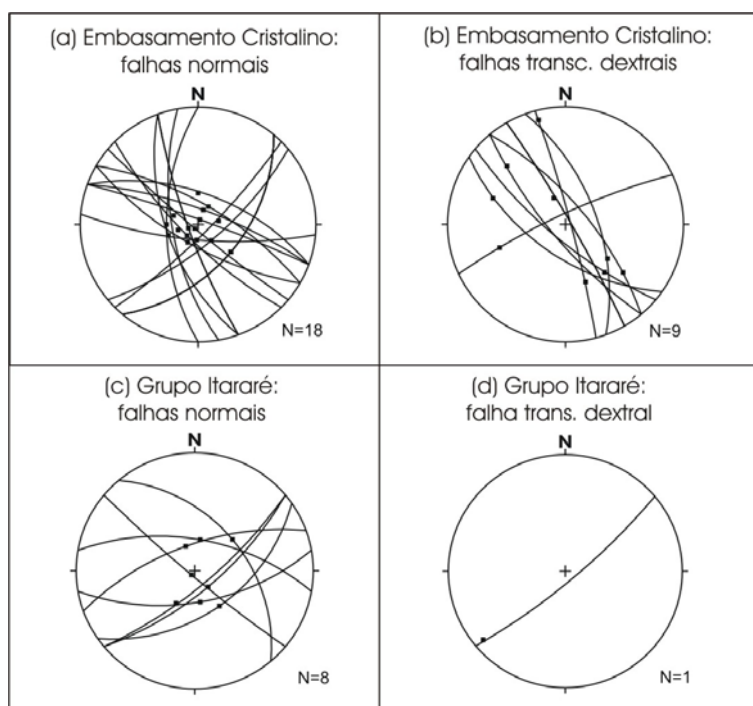 (a) Embasamento Cristalino:
falhas normais
N
N=18
(b) Embasamento Cristalino:
falhas transc. dextrais
N
N=9
(c) Grupo Itararé:
falhas normais
N
N=8
(d) Grupo Itararé:
falha trans. dextral
N
N=1